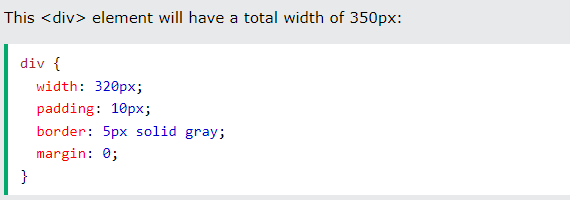 This <div> element will have a total width of 350px:
div {
  width: 320px;
  padding: 10px;
  border: 5px solid gray;
  margin: 0;
}